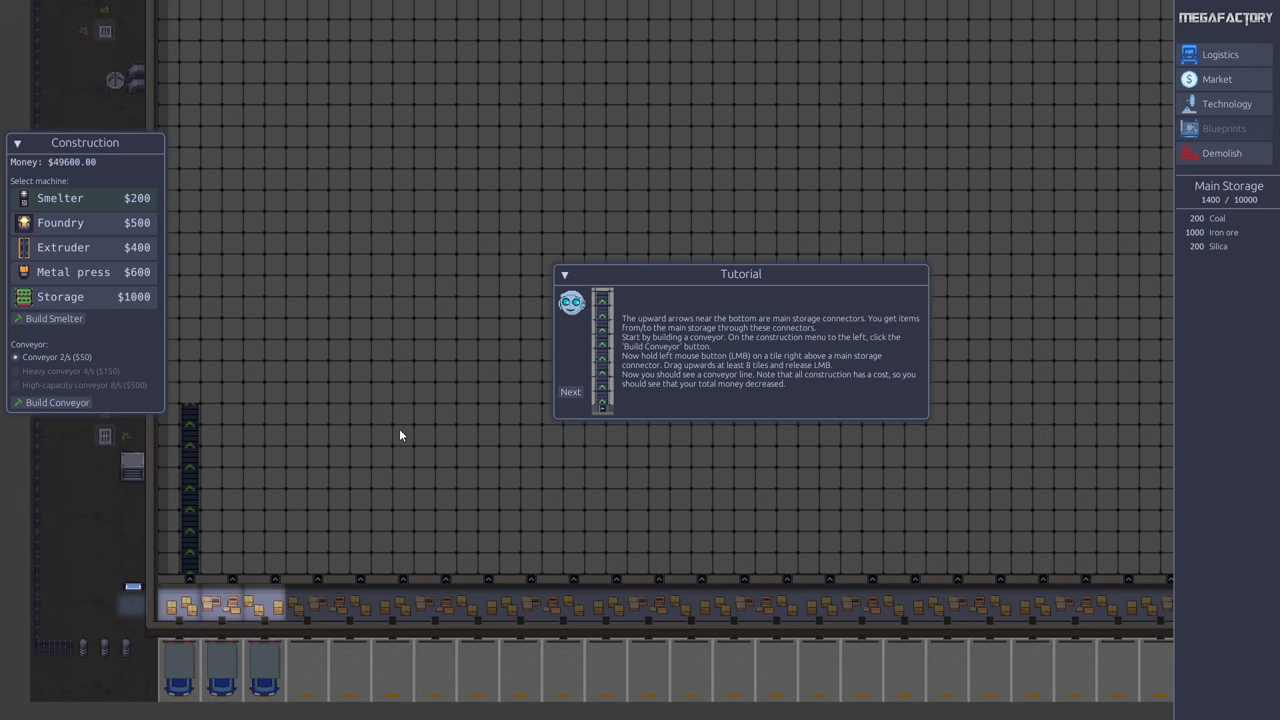 MEGAFACTORY
Logistics
Market
Technology
Blueprints
Demolish
Main Storage
1400 / 10000
200 Coal
1000 Iron ore
200 Silica
Construction
Money: $49600.00
Select machine:
Smelter $200
Foundry $500
Extruder $400
Metal press $600
Storage $1000
Build Smelter
Conveyor:
Conveyor 2/s ($50)
Heavy conveyor 4/s ($150)
High-capacity conveyor 8/s ($500)
Build Conveyor
Tutorial
The upward arrows near the bottom are main storage connectors. You get items
from/to the main storage through these connectors.
Start by building a conveyor. On the construction menu to the left, click the
'Build Conveyor' button.
Now hold left mouse button (LMB) on a tile right above a main storage
connector. Drag upwards at least 8 tiles and release LMB.
Now you should see a conveyor line. Note that all construction has a cost, so you
should see that your total money decreased.
Next